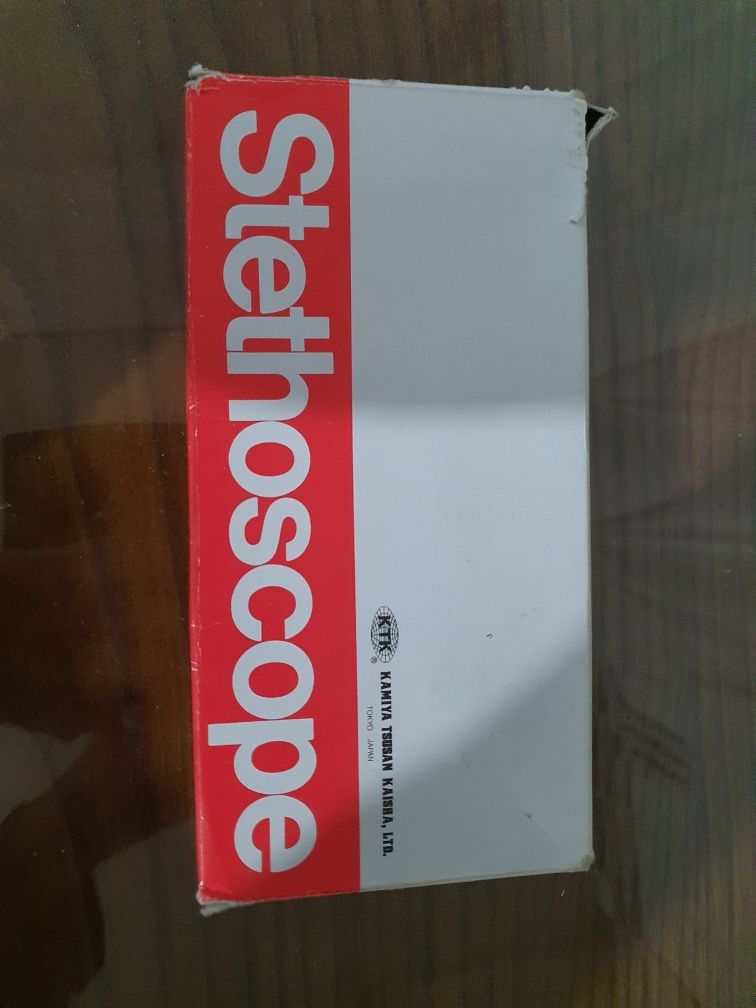 Stethoscope
KTK
®
KAMIYA TSUSAN KAISHA, LTD.
TOKYO JAPAN